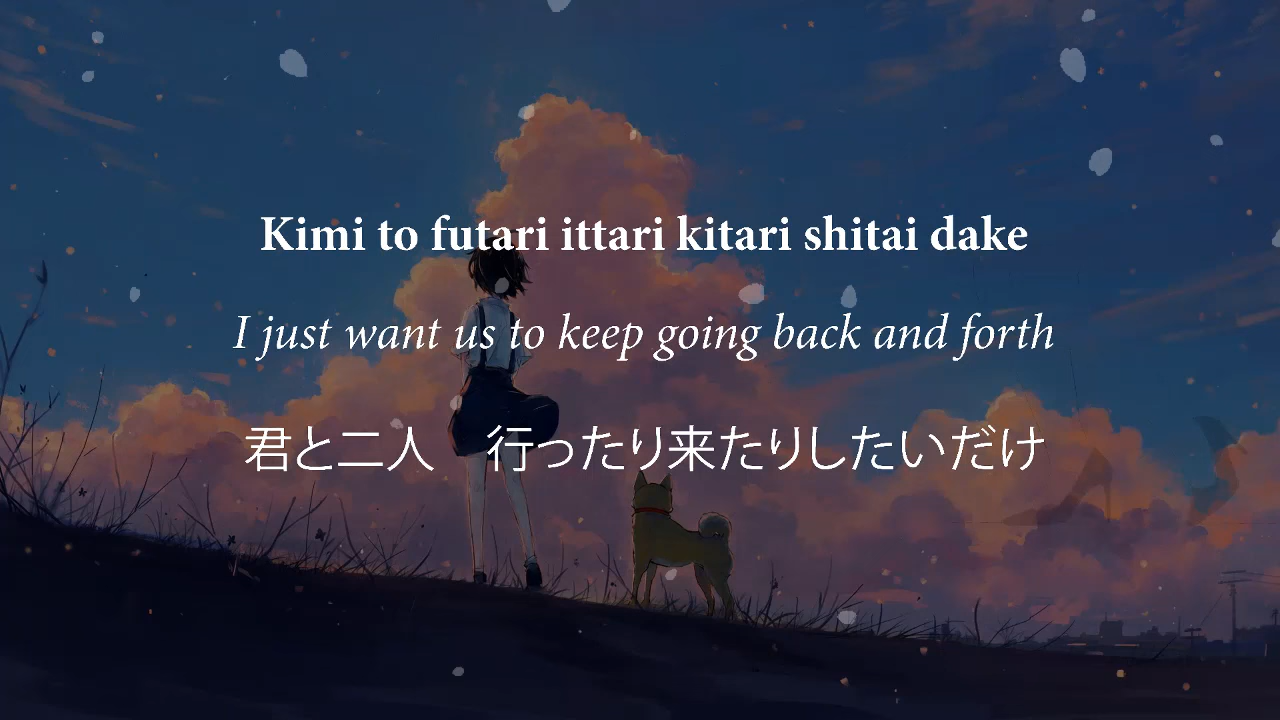 Kimi to futari ittari kitari shitai dake
I just want us to keep going back and forth
君と二人　行ったり来たりしたいだけ